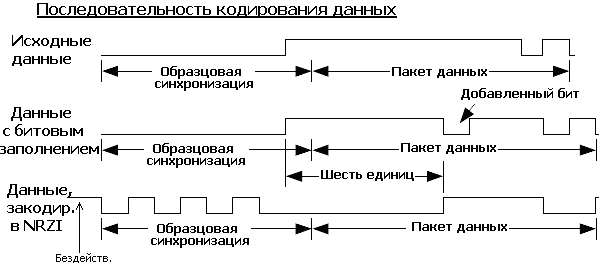 Последовательность кодирования данных
Исходные
данные
Образцовая
синхронизация
Пакет данных
Добавленный бит
Данные
с битовым
заполнением
Образцовая
синхронизация
Пакет данных
Шесть единиц
Данные,
закодир.
в NRZI
Образцовая
синхронизация
Пакет данных
Бездейств.